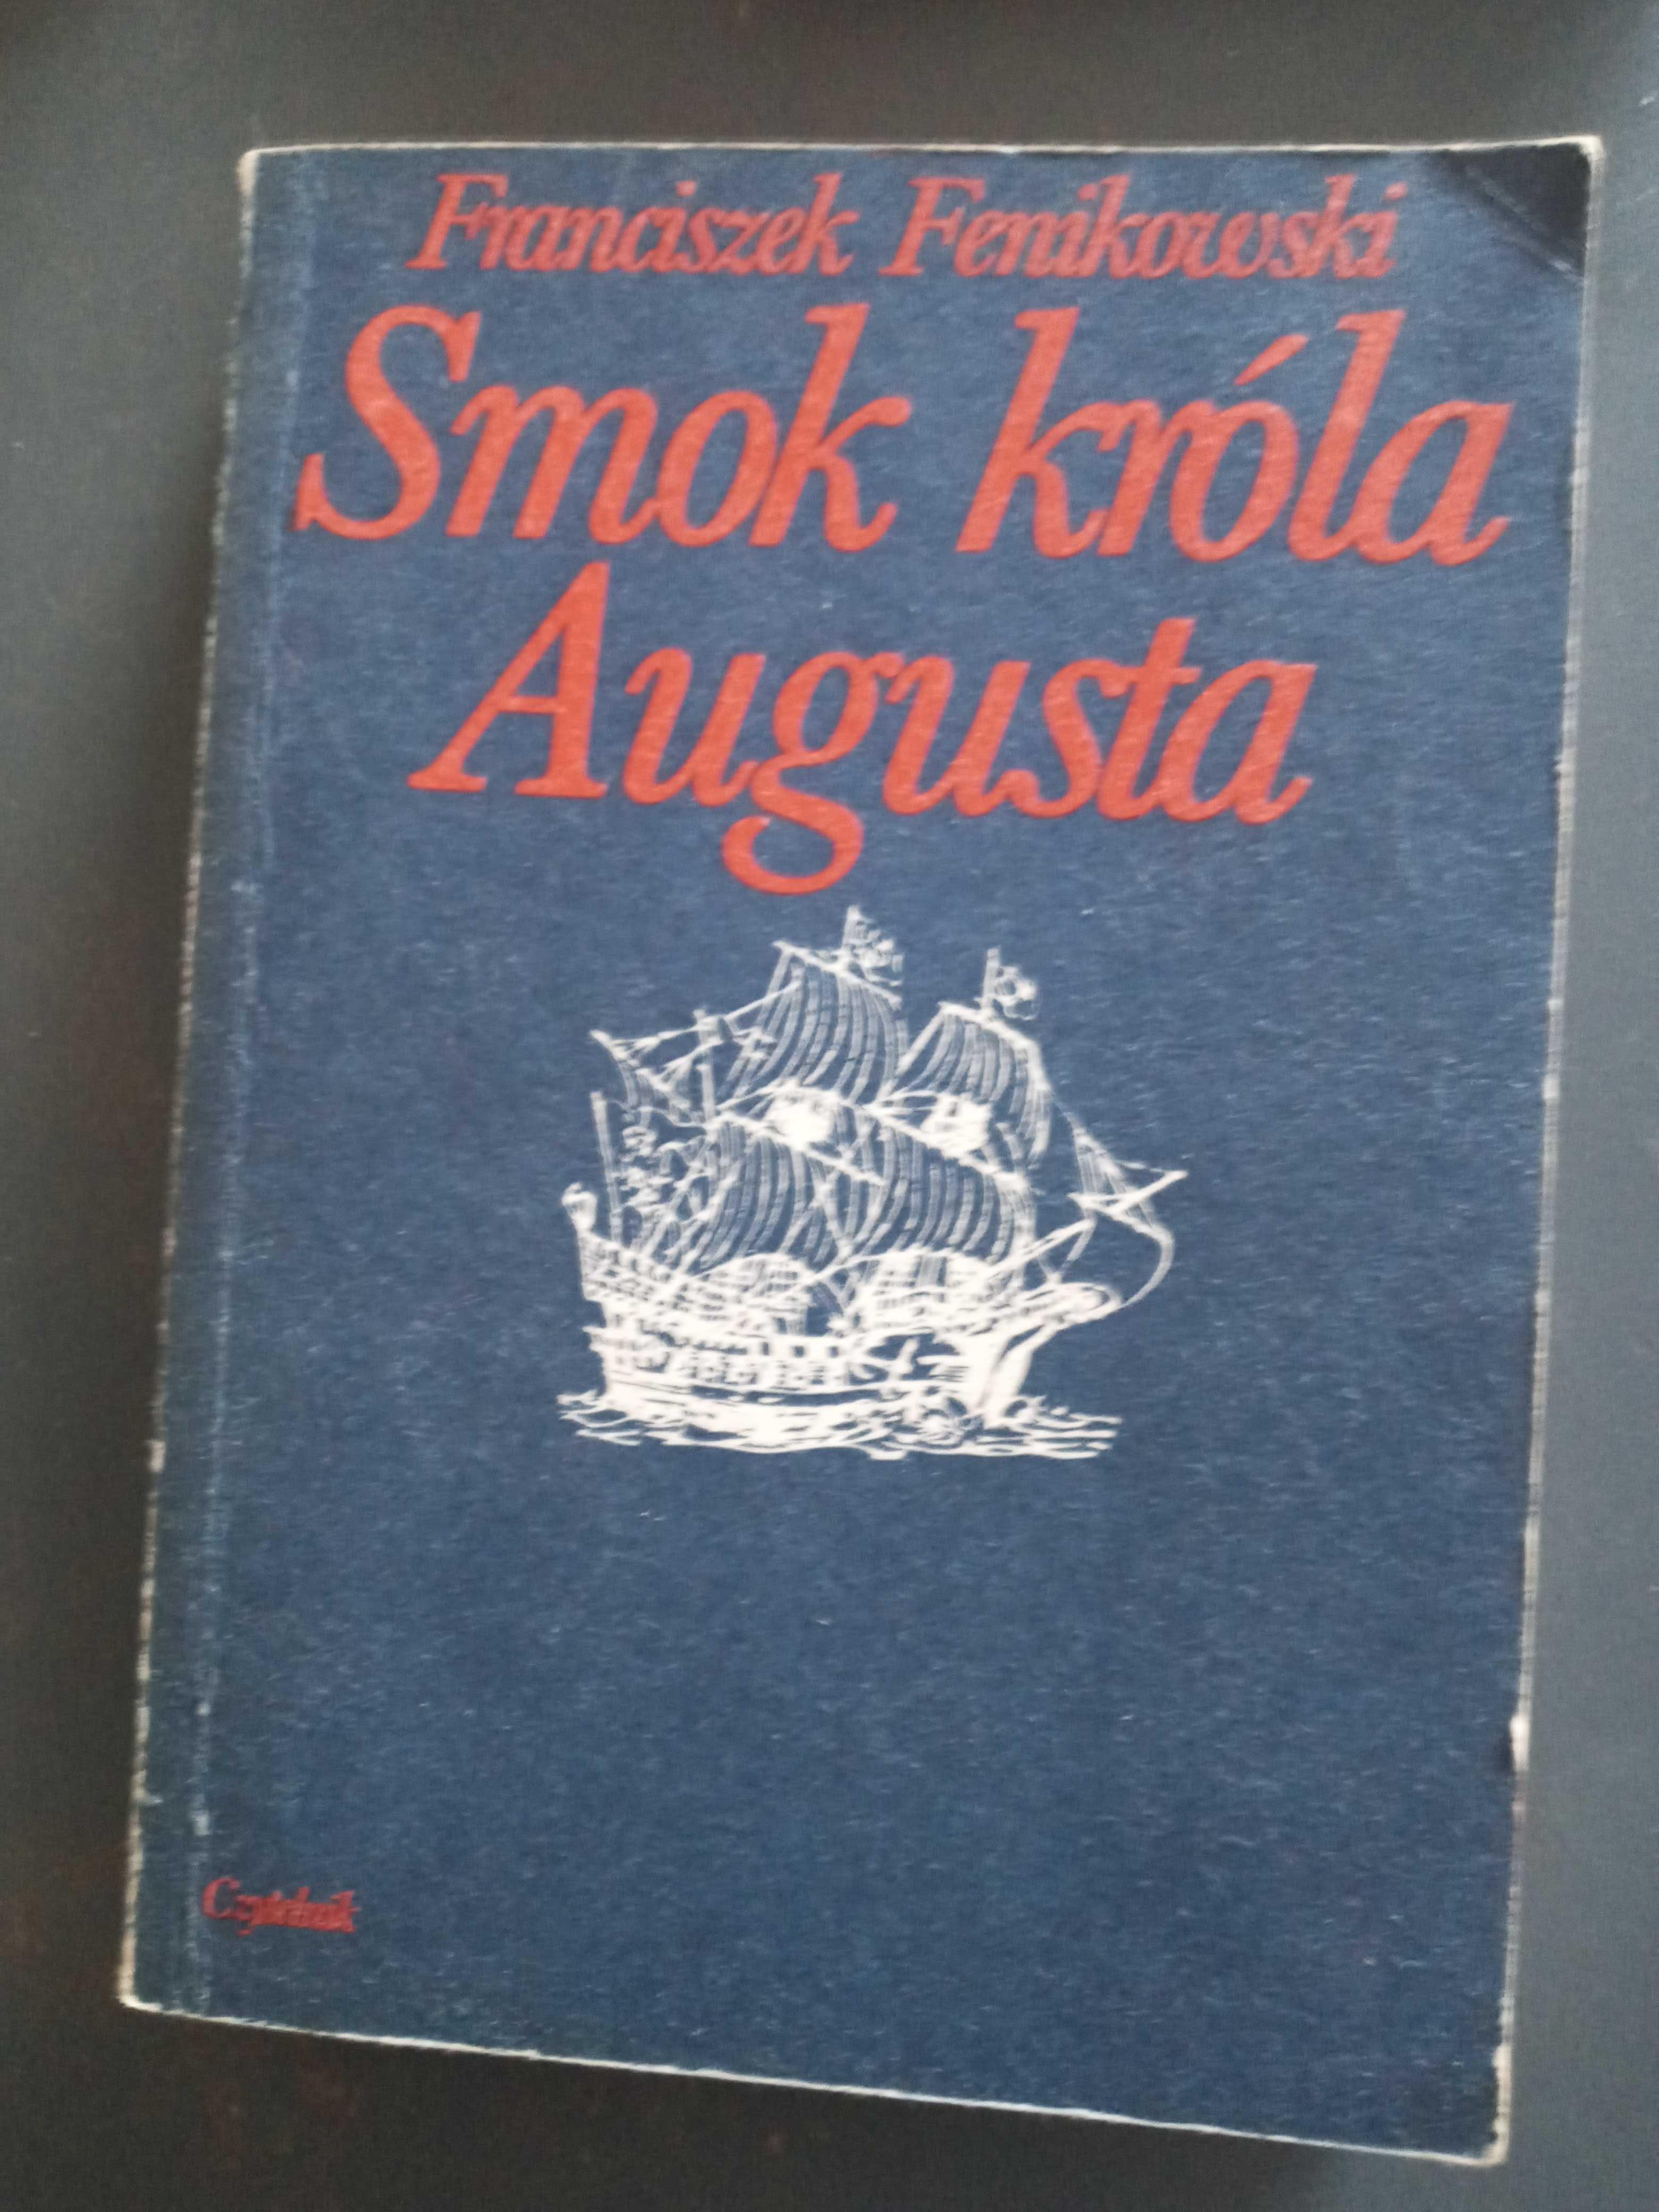 Franciszek Fenikowski
Smok króla
Augusta
Czytelnik